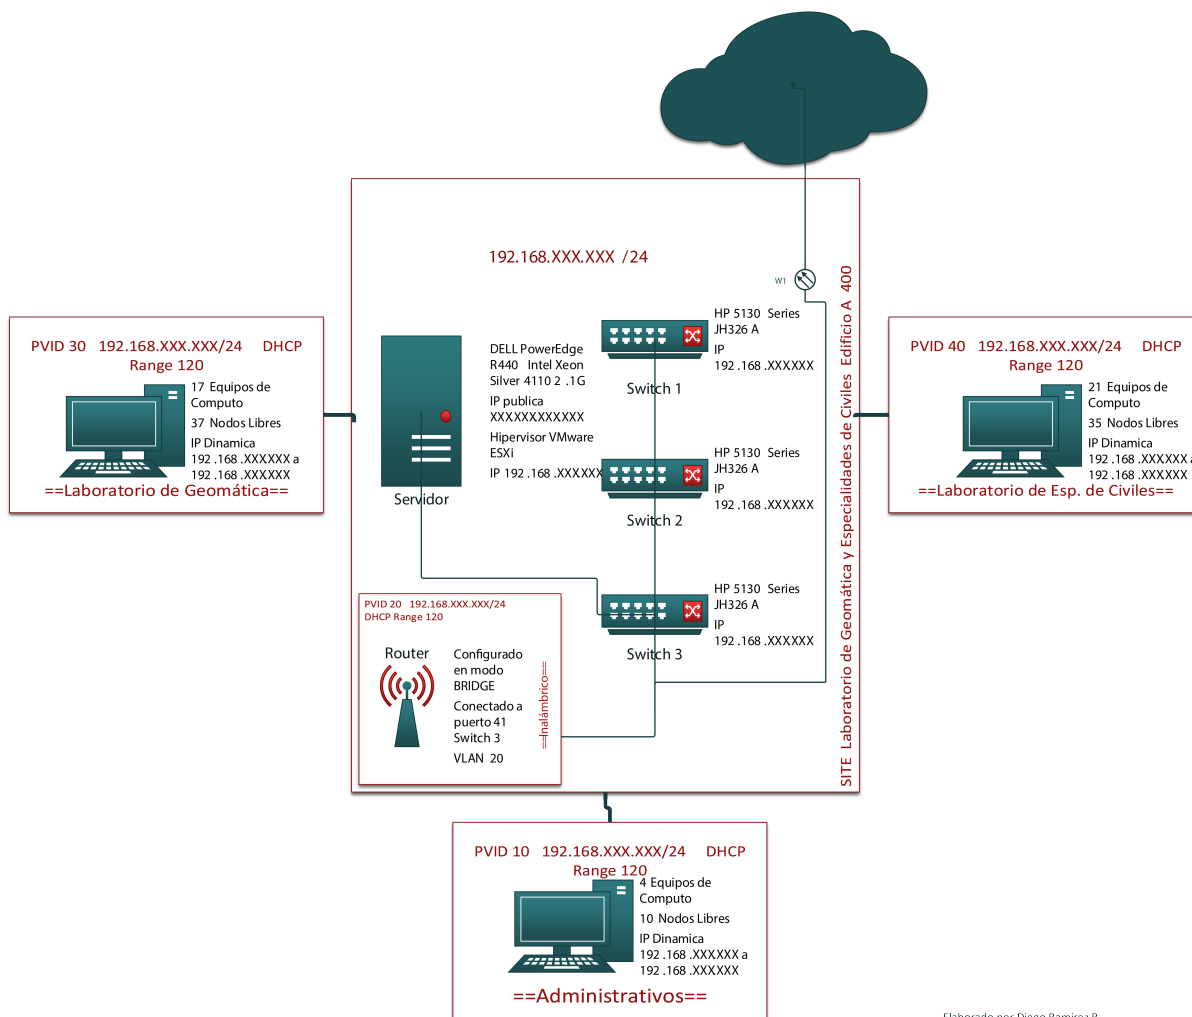 192.168.XXX.XXX /24
W1
SITE Laboratorio de Geomática y Especialidades de Civiles Edificio A 400
HP 5130 Series
JH326 A
IP
192 .168 .XXXXXX
Switch 1
DELL PowerEdge
R440 Intel Xeon
Silver 4110 2 .1G
IP publica
XXXXXXXXXXXX
Hipervisor VMware
ESXi
IP 192 .168 .XXXXXX
Servidor
HP 5130 Series
JH326 A
IP
192 .168 .XXXXXX
Switch 2
HP 5130 Series
JH326 A
IP
192 .168 .XXXXXX
Switch 3
PVID 30 192.168.XXX.XXX/24 DHCP
Range 120
17 Equipos de
Computo
37 Nodos Libres
IP Dinamica
192 .168 .XXXXXX a
192 .168 .XXXXXX
==Laboratorio de Geomática==
PVID 40 192.168.XXX.XXX/24 DHCP
Range 120
21 Equipos de
Computo
35 Nodos Libres
IP Dinamica
192 .168 .XXXXXX a
192 .168 .XXXXXX
==Laboratorio de Esp. de Civiles==
PVID 20 192.168.XXX.XXX/24
DHCP Range 120
Router
Configurado
en modo
BRIDGE
Conectado a
puerto 41
Switch 3
VLAN 20
==Inalámbrico==
PVID 10 192.168.XXX.XXX/24 DHCP
Range 120
4 Equipos de
Computo
10 Nodos Libres
IP Dinamica
192 .168 .XXXXXX a
192 .168 .XXXXXX
==Administrativos==
Elaborado por Diego Ramirez